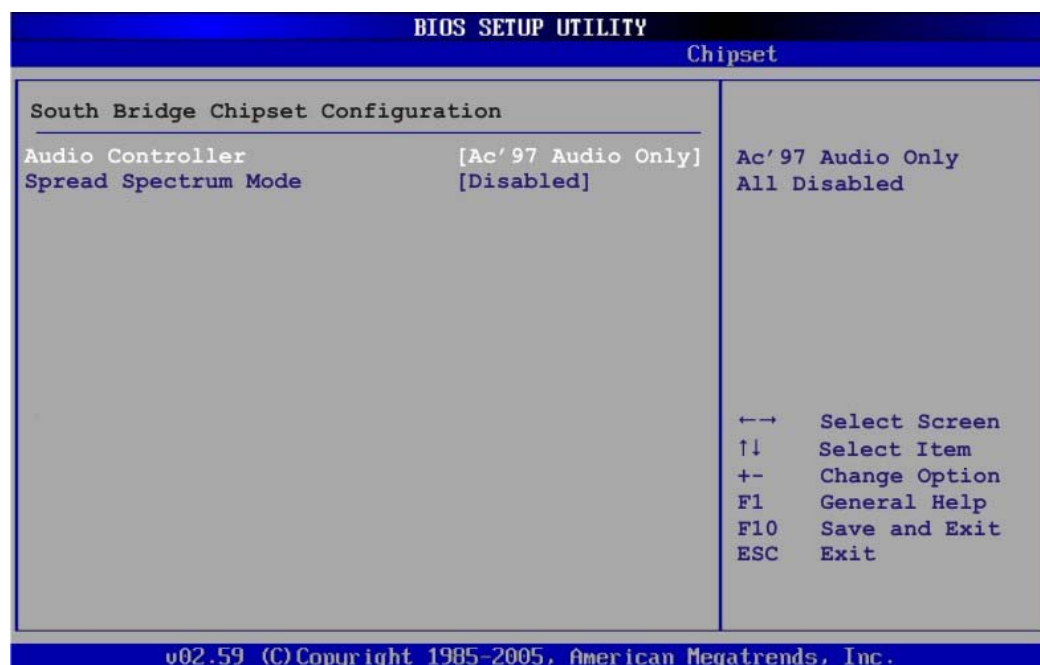 BIOS SETUP UTILITY
Chipset
South Bridge Chipset Configuration
Audio Controller [Ac'97 Audio Only]
Spread Spectrum Mode [Disabled]
Ac'97 Audio Only
All Disabled
←→ Select Screen
↑↓ Select Item
+- Change Option
F1 General Help
F10 Save and Exit
ESC Exit
v02.59 (C)Copyright 1985-2005, American Megatrends, Inc.